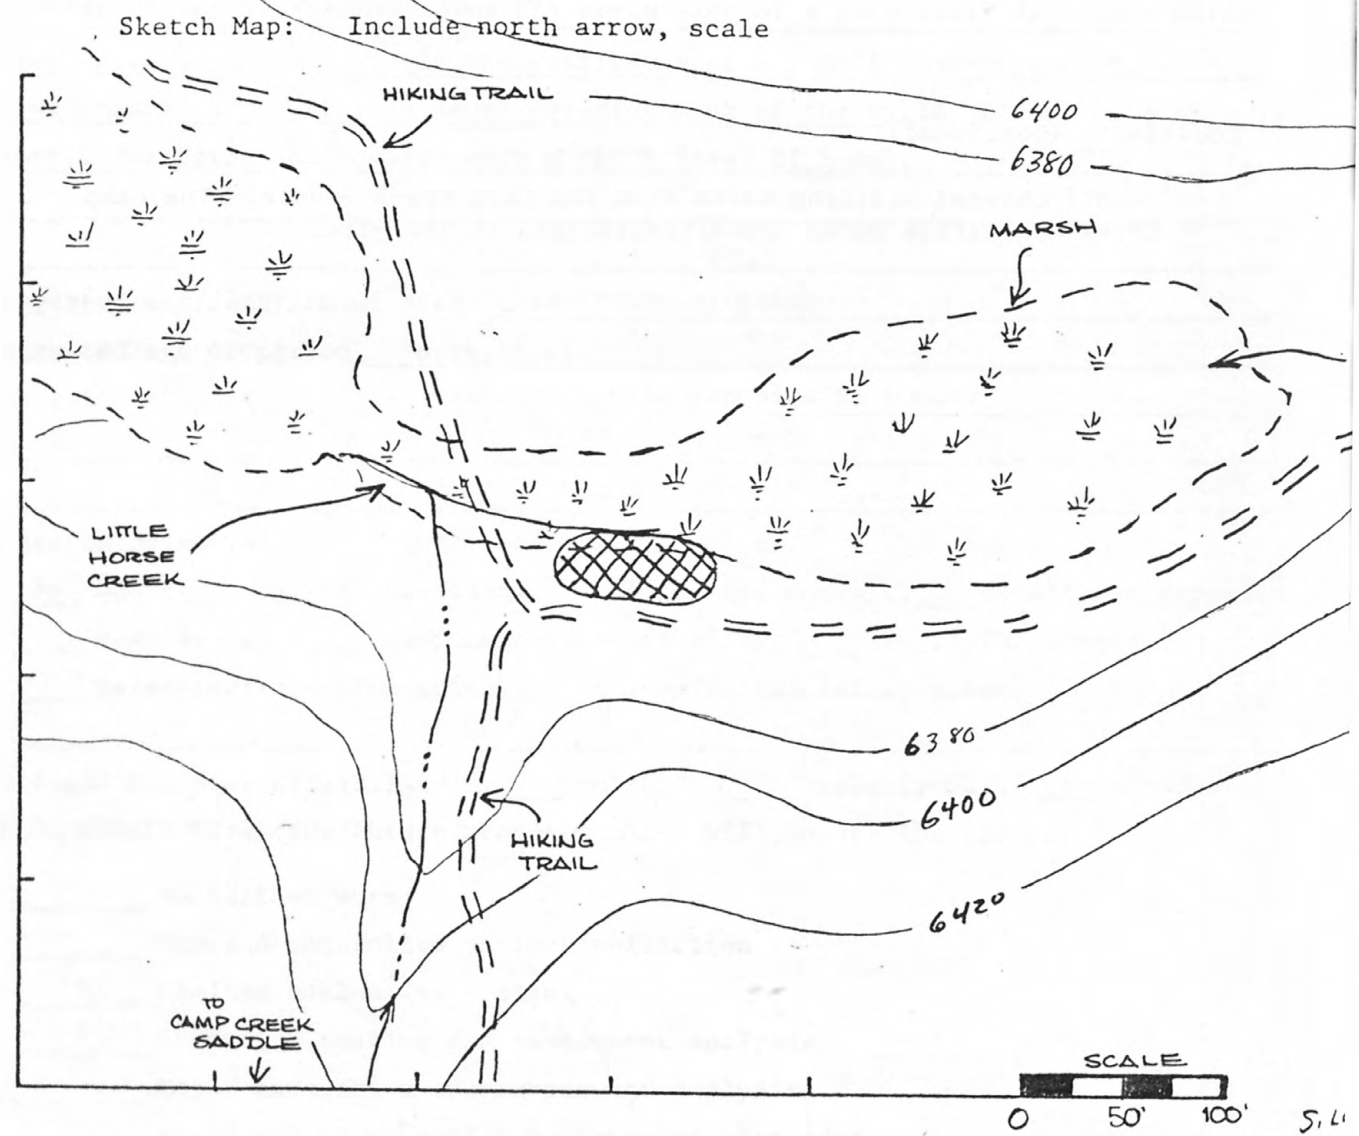 Sketch Map: Include north arrow, scale
HIKING TRAIL
6400
6380
MARSH
LITTLE
HORSE
CREEK
6380
6400
HIKING
TRAIL
6420
TO
CAMP CREEK
SADDLE
SCALE
0 50' 100'